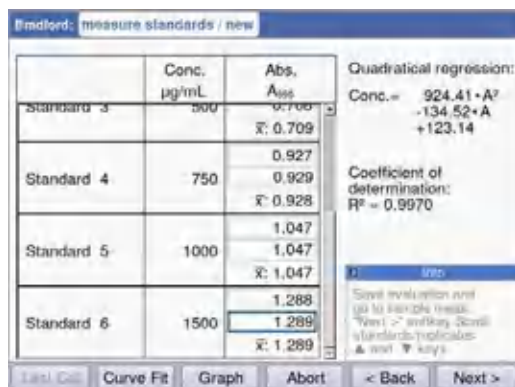 Bradford: measure standards / new
Conc. µg/mL
Abs. A₅₉₅
Standard 3 500 0.708
x̄: 0.709
0.927
Standard 4 750 0.929
x̄: 0.928
1.047
Standard 5 1000 1.047
x̄: 1.047
1.288
Standard 6 1500 1.289
x̄: 1.289
Quadratical regression:
Conc.= 924.41•A²
-134.52•A
+123.14
Coefficient of
determination:
R² = 0.9970
Info
Save evaluation and
go to sample meas.
"Next >" softkey. Scroll
standards/replicates
▲ and ▼ keys.
Curve Fit Graph Abort < Back Next >